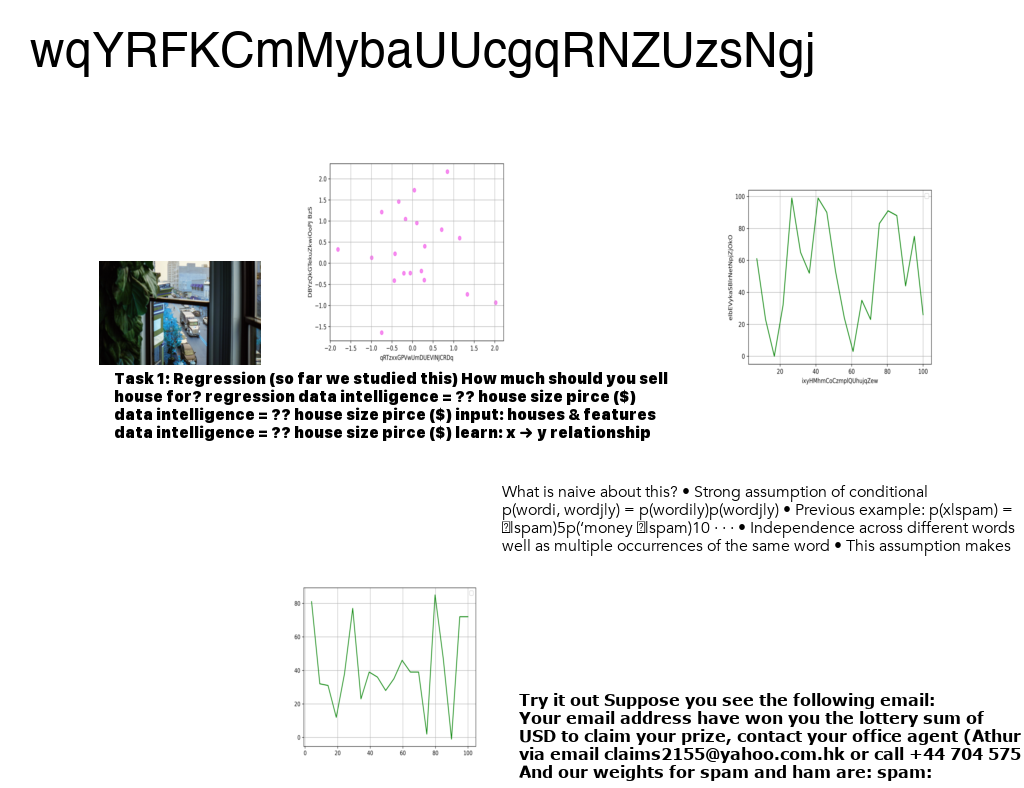 wqYRFKCmMybaUUcgqRNZUzsNgj
2.0
1.5
1.0
0.5
0.0
−0.5
−1.0
−1.5
−2.0 −1.5 −1.0 −0.5 0.0 0.5 1.0 1.5 2.0
100
80
60
40
20
0
20 40 60 80 100
Task 1: Regression (so far we studied this) How much should you sell
house for? regression data intelligence = ?? house size pirce ($)
data intelligence = ?? house size pirce ($) input: houses & features
data intelligence = ?? house size pirce ($) learn: x → y relationship
What is naive about this? • Strong assumption of conditional
p(wordi, wordjly) = p(wordily)p(wordjly) • Previous example: p(xlspam) =
lspam)5p(‘money lspam)10 · · · • Independence across different words
well as multiple occurrences of the same word • This assumption makes
80
60
40
20
0
0 20 40 60 80 100
Try it out Suppose you see the following email:
Your email address have won you the lottery sum of
USD to claim your prize, contact your office agent (Athur
via email claims2155@yahoo.com.hk or call +44 704 575
And our weights for spam and ham are: spam: